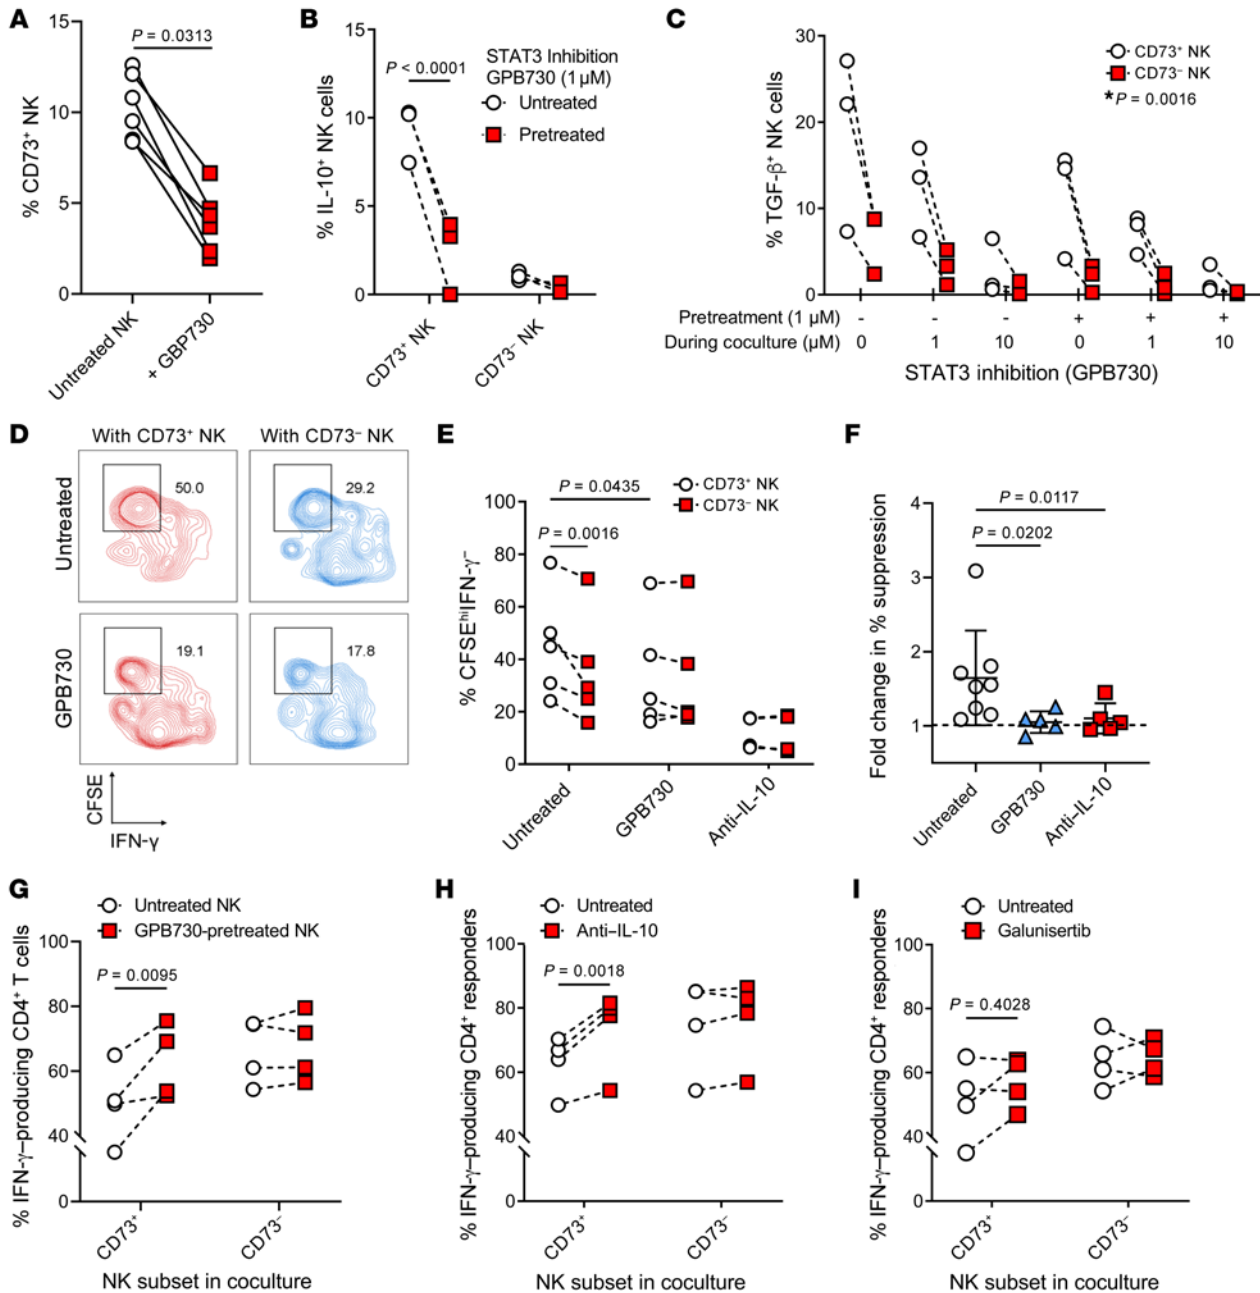 A
15
10
5
0
% CD73⁺ NK
P = 0.0313
Untreated NK
+ GBP730
B
15
10
5
0
% IL-10⁺ NK cells
P < 0.0001
STAT3 Inhibition
GPB730 (1 µM)
Untreated
Pretreated
CD73⁺ NK
CD73⁻ NK
C
30
20
10
0
% TGF-β⁺ NK cells
CD73⁺ NK
CD73⁻ NK
*P = 0.0016
Pretreatment (1 µM) - - - + + +
During coculture (µM) 0 1 10 0 1 10
STAT3 inhibition (GPB730)
D
With CD73⁺ NK With CD73⁻ NK
Untreated
50.0
29.2
GPB730
19.1
17.8
CFSE
IFN-γ
E
100
80
60
40
20
0
% CFSEʰⁱIFN-γ⁻
CD73⁺ NK
CD73⁻ NK
P = 0.0435
P = 0.0016
Untreated
GPB730
Anti–IL-10
F
4
3
2
1
Fold change in % suppression
P = 0.0117
P = 0.0202
Untreated
GPB730
Anti–IL-10
G
Untreated NK
GPB730-pretreated NK
100
80
60
40
0
% IFN-γ–producing CD4⁺ T cells
P = 0.0095
CD73⁺
CD73⁻
NK subset in coculture
H
Untreated
Anti–IL-10
100
80
60
40
0
% IFN-γ–producing CD4⁺ responders
P = 0.0018
CD73⁺
CD73⁻
NK subset in coculture
I
Untreated
Galunisertib
100
80
60
40
0
% IFN-γ–producing CD4⁺ responders
P = 0.4028
CD73⁺
CD73⁻
NK subset in coculture